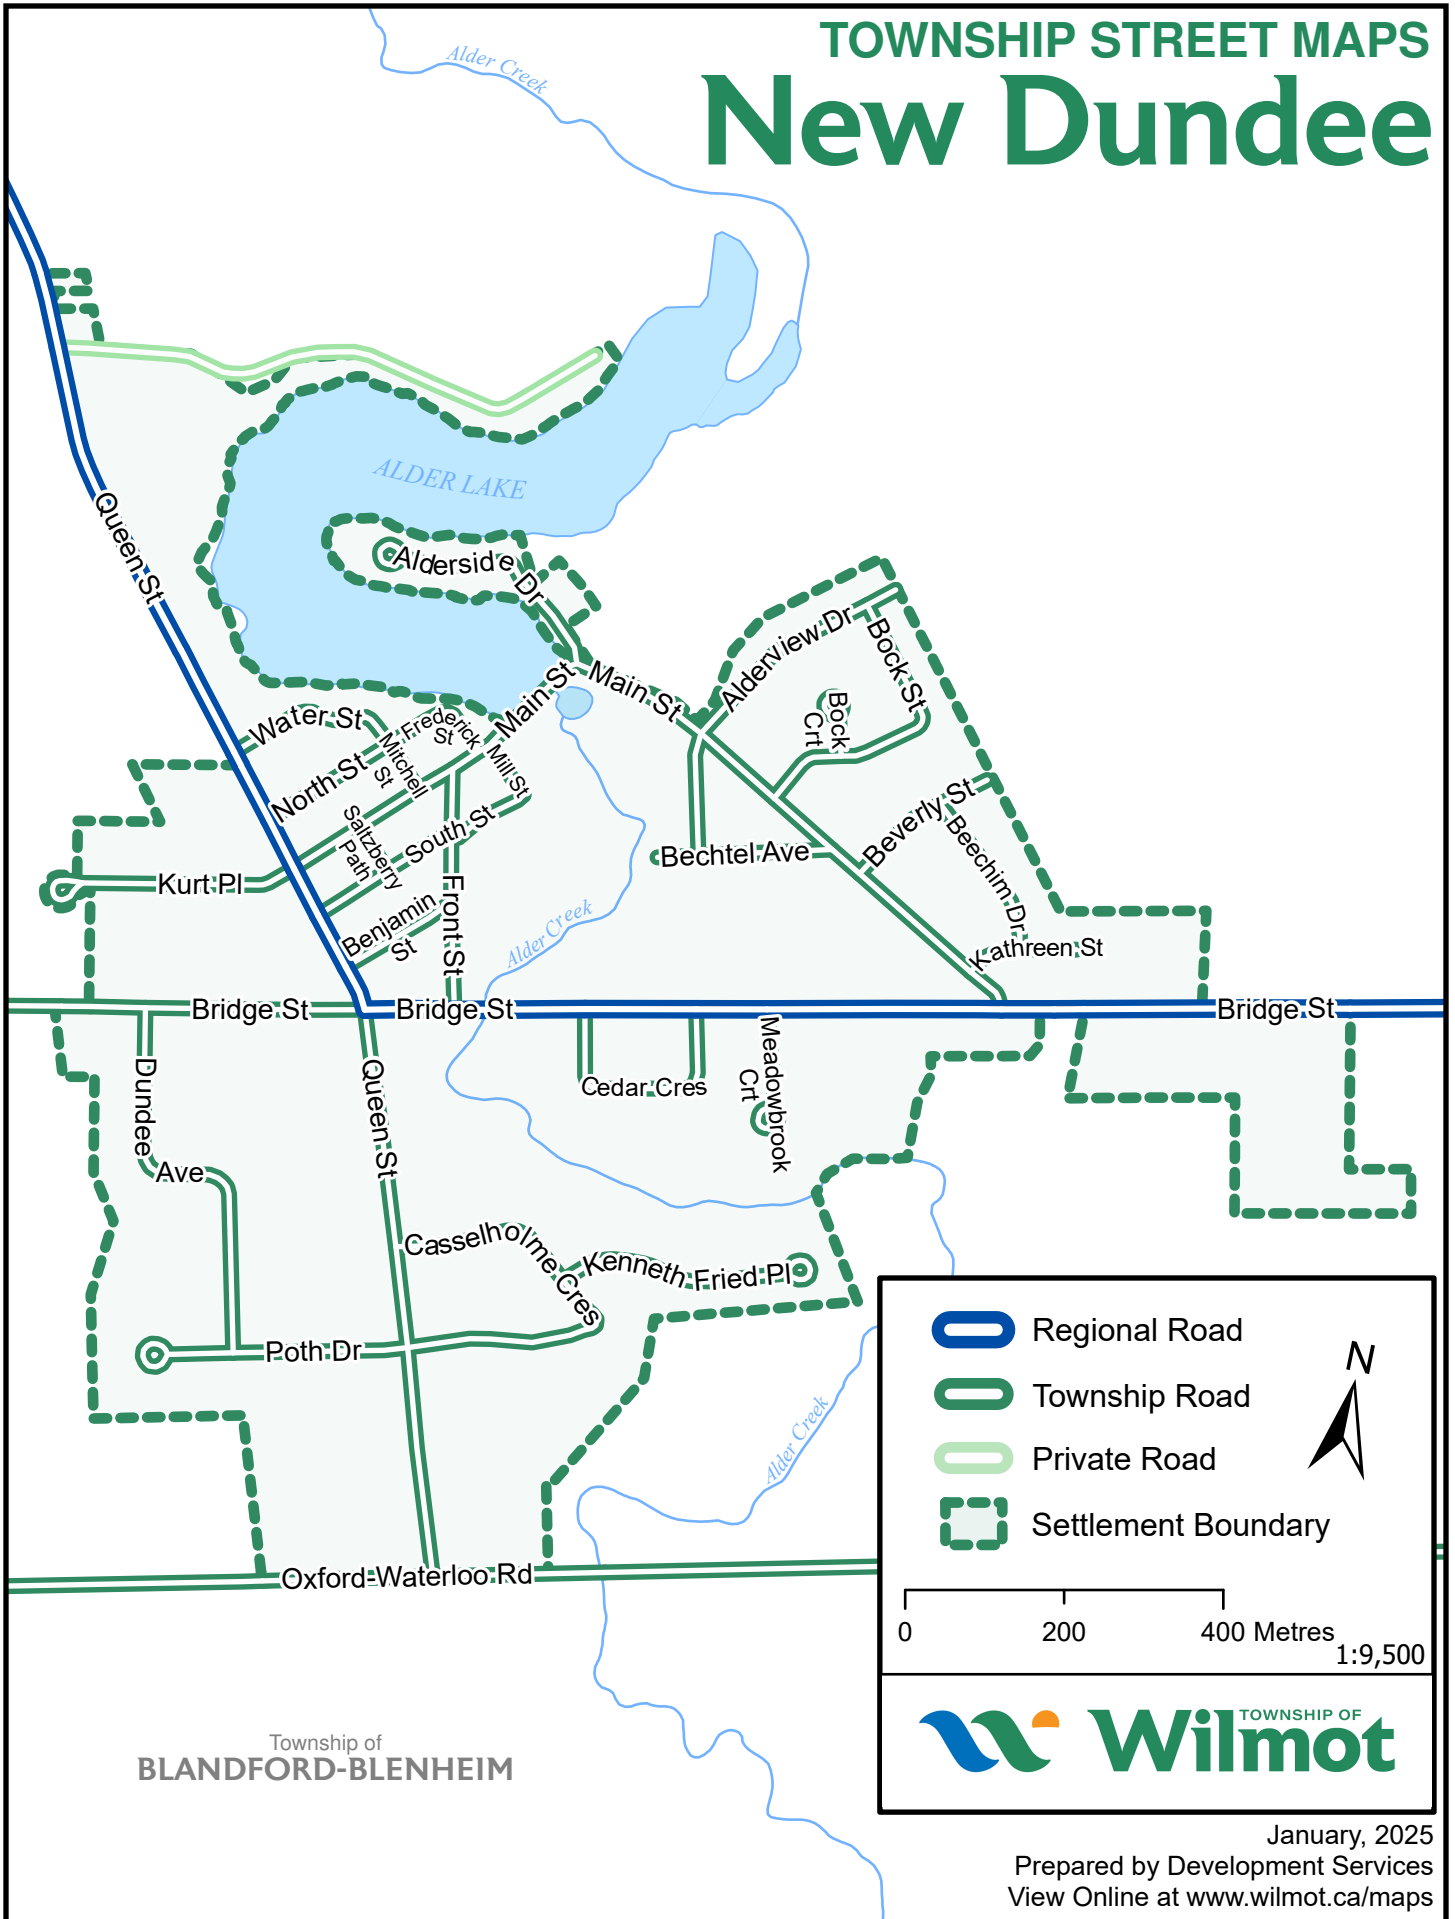 TOWNSHIP STREET MAPS
New Dundee
Alder Creek
ALDER LAKE
Queen St
Alderside Dr
Main St
Main St
Alderview Dr
Bock St
Bock
Crt
Water St
Frederick
St
North St
Mitchell
St
Mill St
Saltzberry
Path
South St
Beverly St
Beechim Dr
Bechtel Ave
Kurt Pl
Front St
Benjamin
St
Alder Creek
Kathreen St
Bridge St
Bridge St
Bridge St
Dundee
Ave
Queen St
Cedar Cres
Meadowbrook
Crt
Casselholme Cres
Kenneth Fried Pl
Poth Dr
Alder Creek
Oxford-Waterloo Rd
Regional Road
Township Road
Private Road
Settlement Boundary
N
0 200 400 Metres
1:9,500
TOWNSHIP OF
Wilmot
Township of
BLANDFORD-BLENHEIM
January, 2025
Prepared by Development Services
View Online at www.wilmot.ca/maps